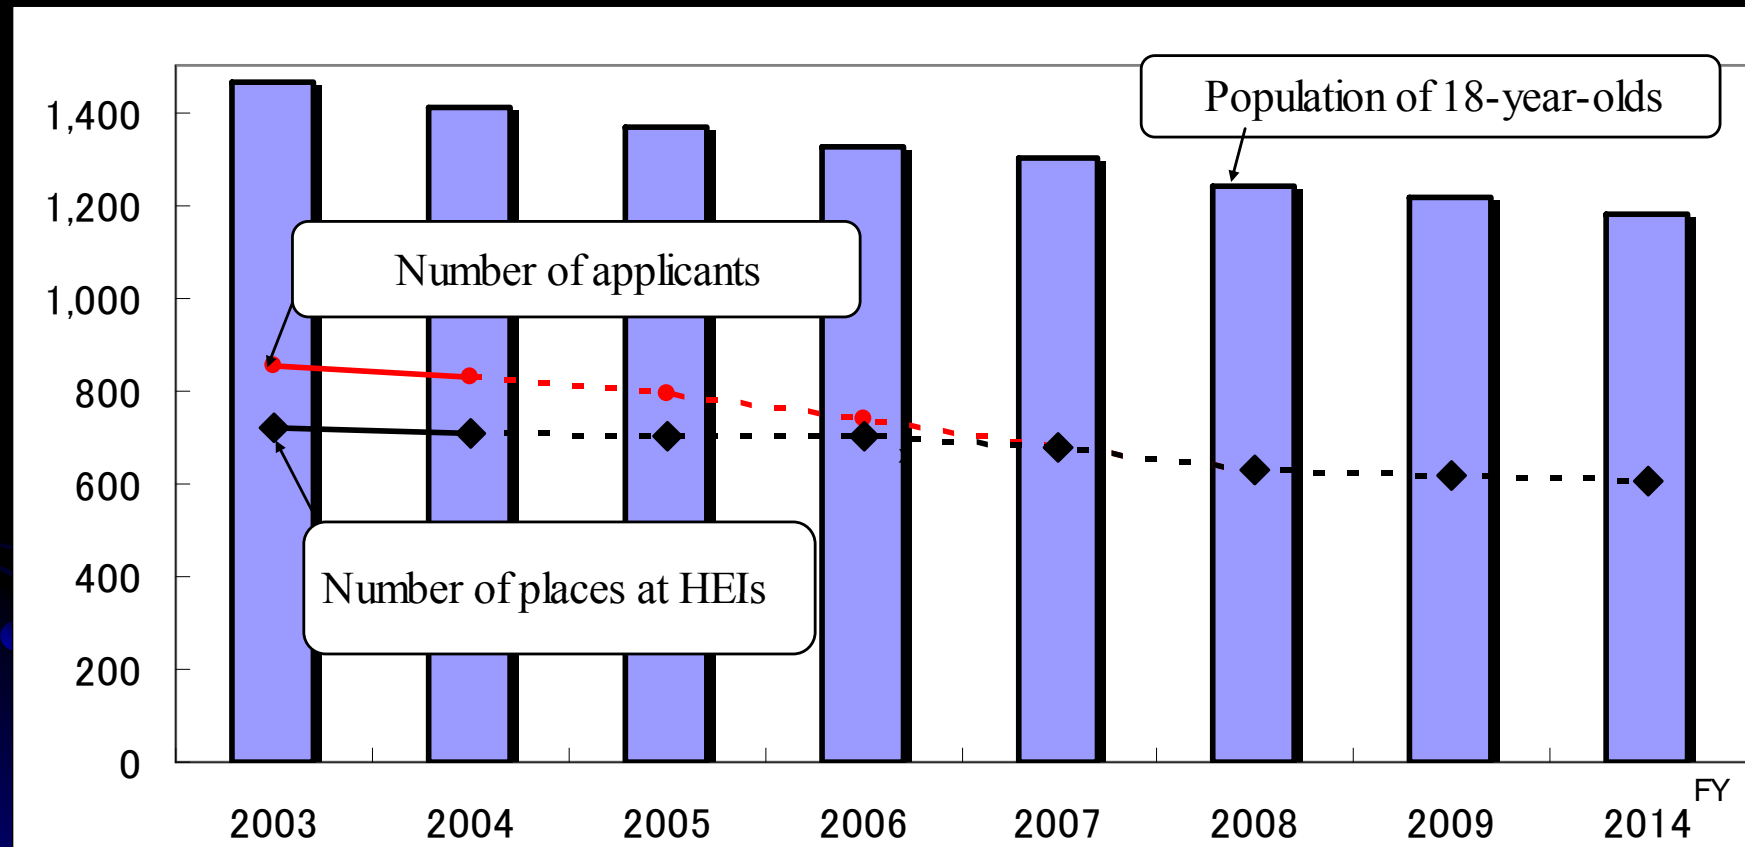 Population of 18-year-olds
1,400
1,200
Number of applicants
1,000
800
600
Number of places at HEIs
400
200
0
FY
2003 2004 2005 2006 2007 2008 2009 2014